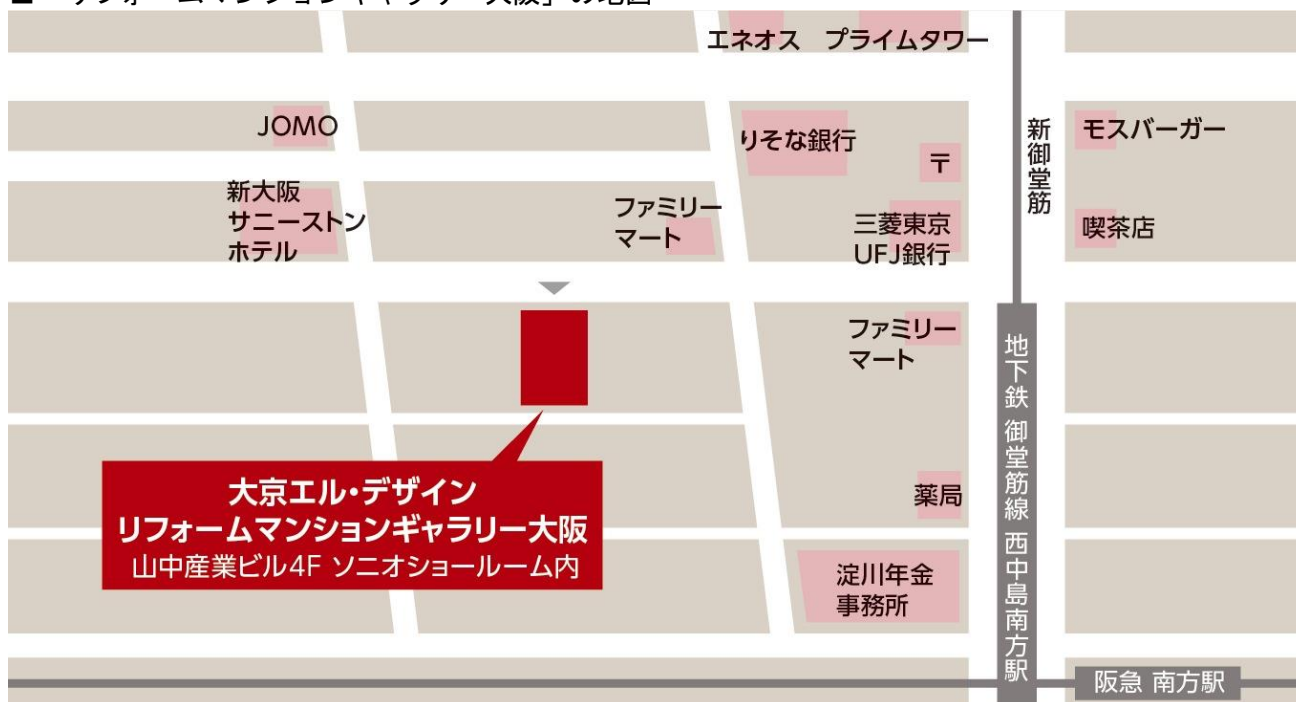 エネオス プライムタワー
JOMO
りそな銀行
〒
新御堂筋
モスバーガー
新大阪
サニーストン
ホテル
ファミリー
マート
三菱東京
UFJ銀行
喫茶店
ファミリー
マート
地下鉄 御堂筋線 西中島南方駅
大京エル・デザイン
リフォームマンションギャラリー大阪
山中産業ビル4F ソニオショールーム内
薬局
淀川年金
事務所
阪急 南方駅